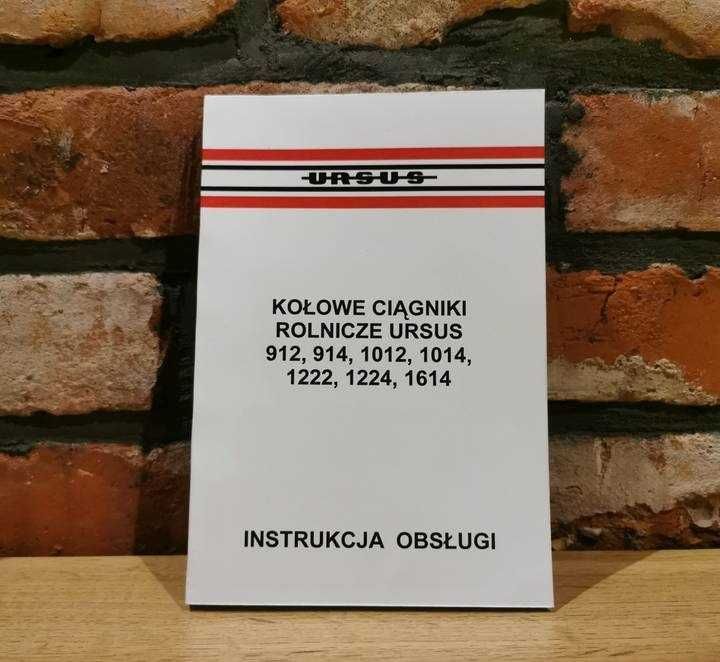 URSUS
KOŁOWE CIĄGNIKI
ROLNICZE URSUS
912, 914, 1012, 1014,
1222, 1224, 1614
INSTRUKCJA OBSŁUGI